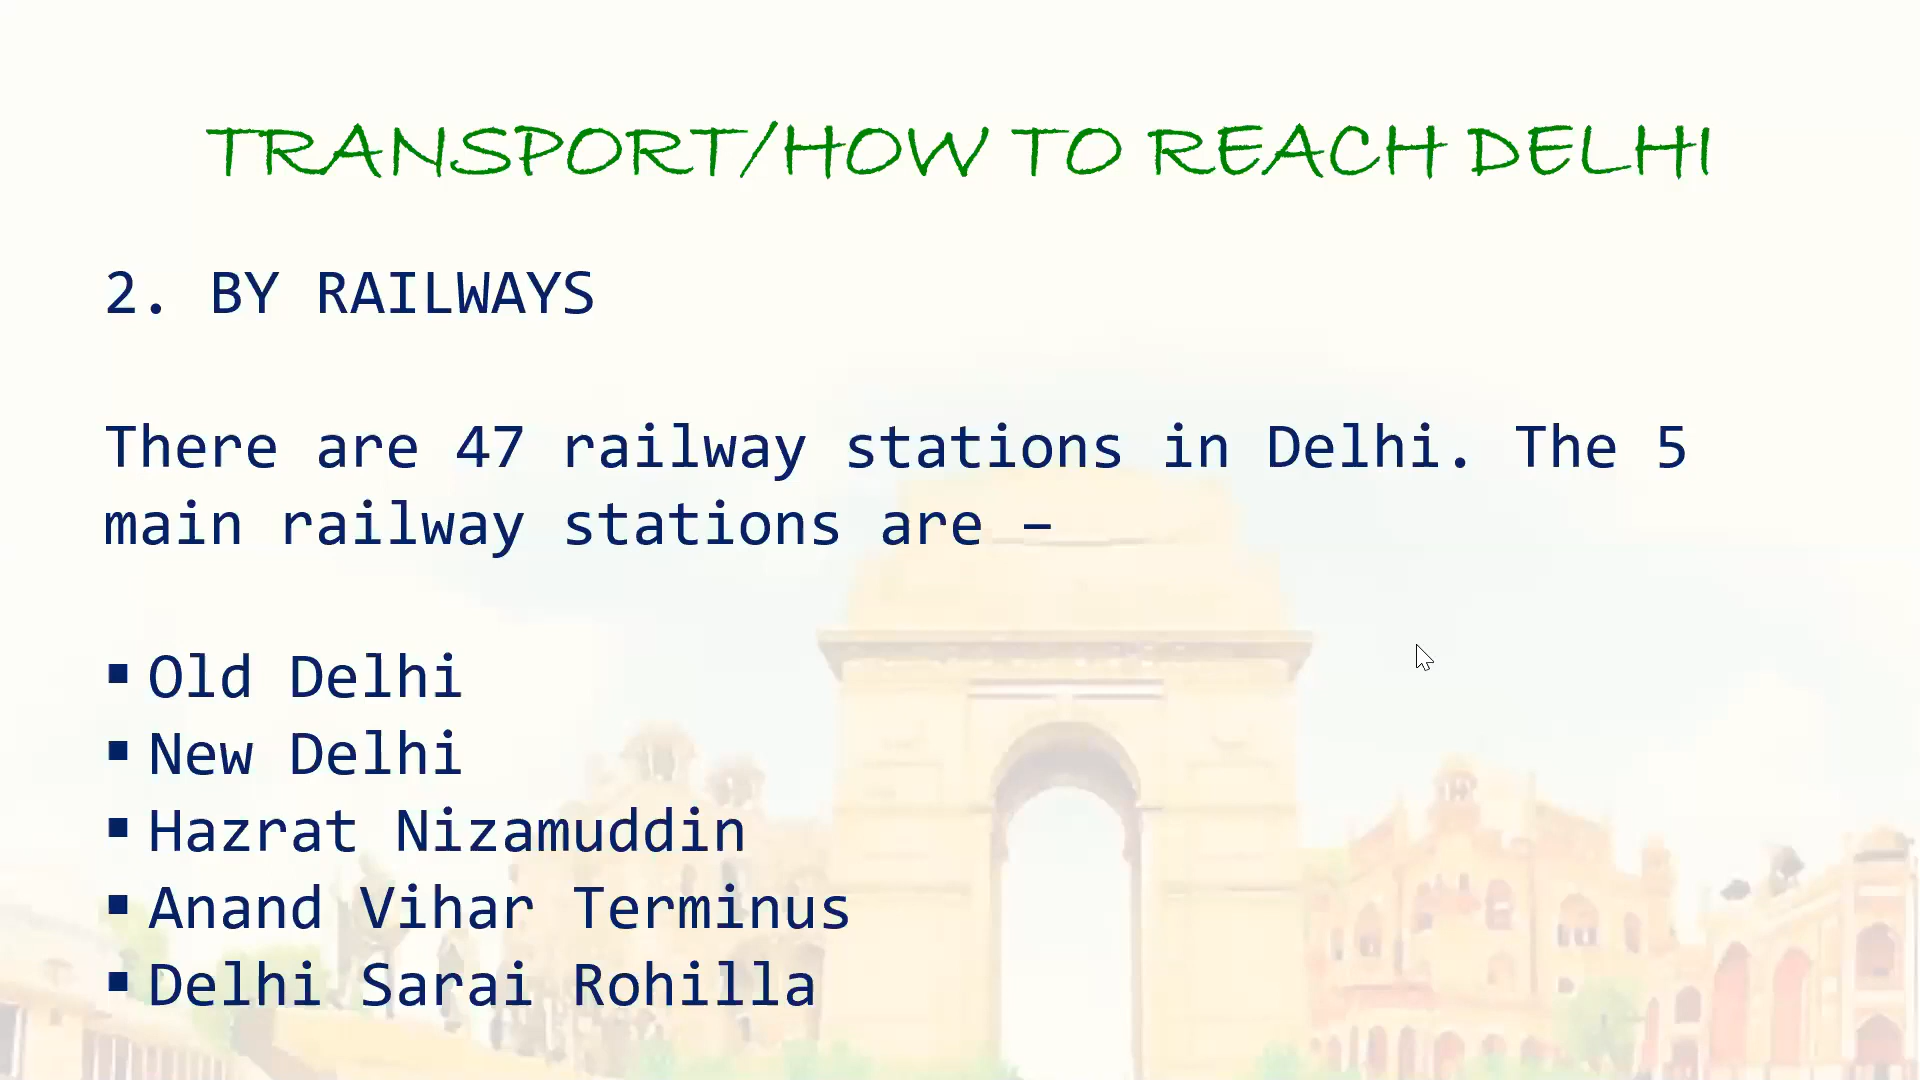 TRANSPORT/HOW TO REACH DELHI
2. BY RAILWAYS
There are 47 railway stations in Delhi. The 5
main railway stations are –
▪ Old Delhi
▪ New Delhi
▪ Hazrat Nizamuddin
▪ Anand Vihar Terminus
▪ Delhi Sarai Rohilla